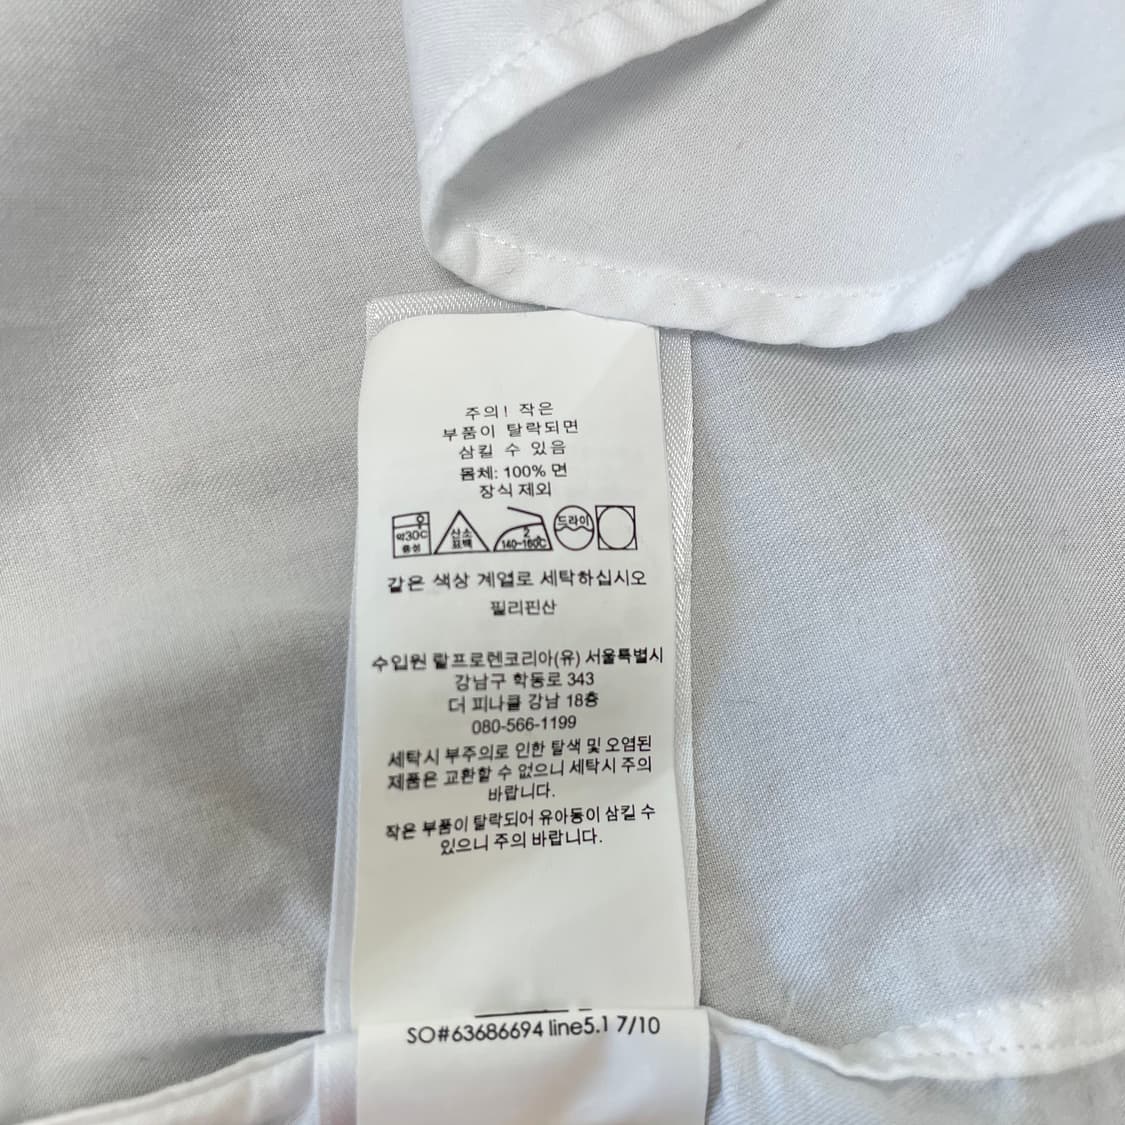 주의! 작은
부품이 탈락되면
삼킬 수 있음
몸체: 100% 면
장식 제외
약30C
중성
산소
표백
2
140~160C
드라이
같은 색상 계열로 세탁하십시오
필리핀산
수입원 랄프로렌코리아(유) 서울특별시
강남구 학동로 343
더 피나클 강남 18층
080-566-1199
세탁시 부주의로 인한 탈색 및 오염된
제품은 교환할 수 없으니 세탁시 주의
바랍니다.
작은 부품이 탈락되어 유아동이 삼킬 수
있으니 주의 바랍니다.
SO#63686694 line5.1 7/10